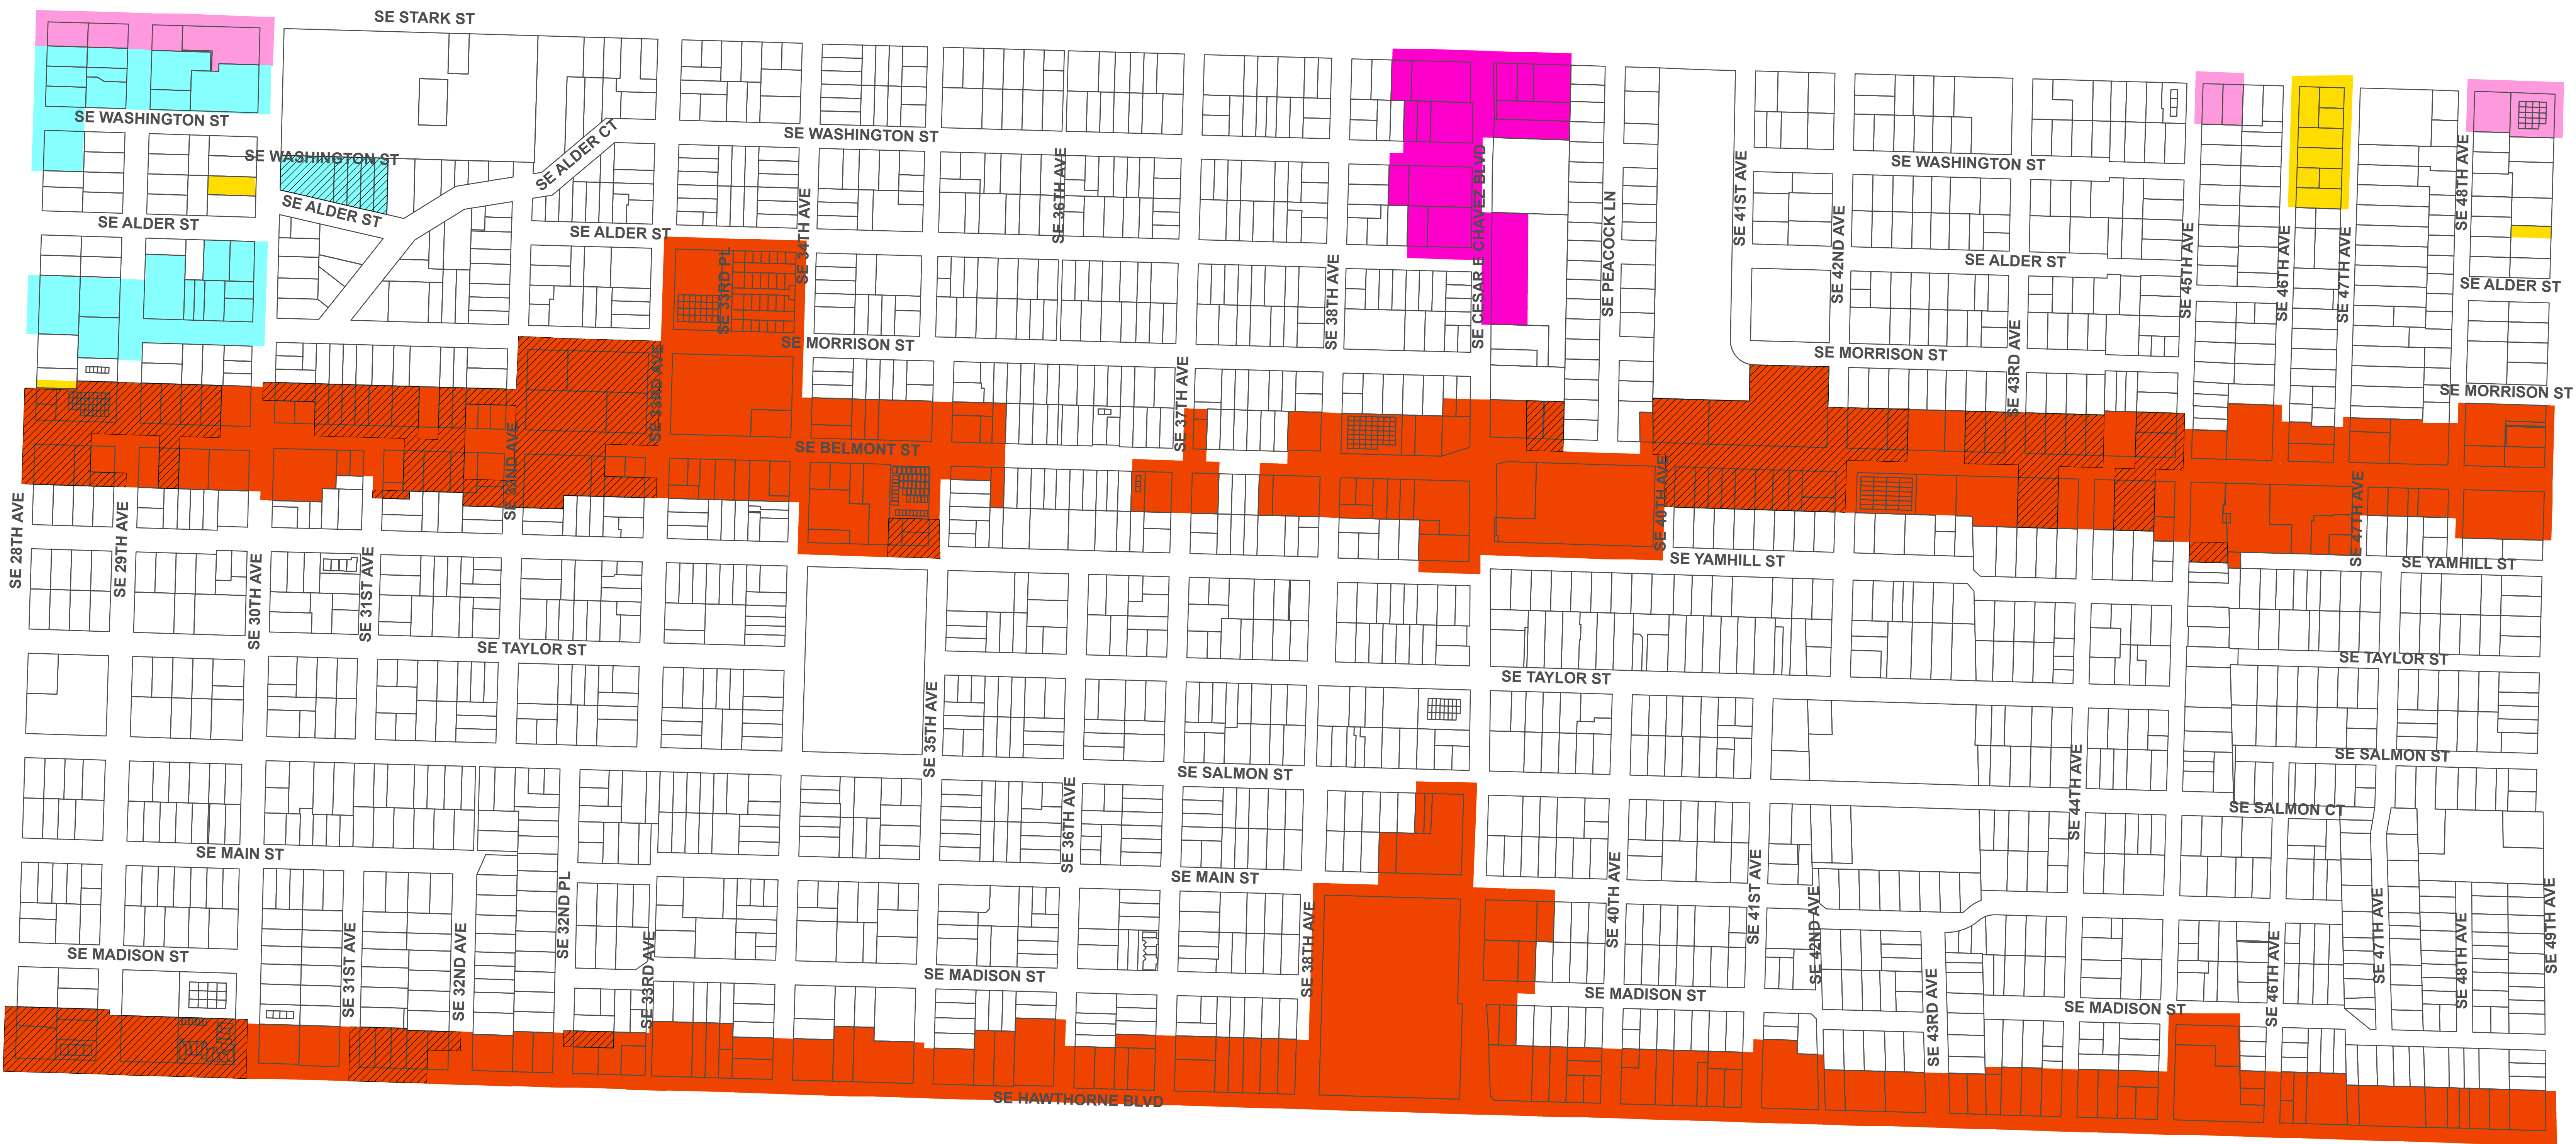 SE STARK ST
SE WASHINGTON ST
SE WASHINGTON ST
SE ALDER CT
SE WASHINGTON ST
SE WASHINGTON ST
SE ALDER ST
SE ALDER ST
SE ALDER ST
SE 34TH AVE
SE 36TH AVE
SE CESAR E CHAVEZ BLVD
SE PEACOCK LN
SE 41ST AVE
SE 42ND AVE
SE 48TH AVE
SE ALDER ST
SE ALDER ST
SE 33RD PL
SE 38TH AVE
SE 45TH AVE
SE 46TH AVE
SE 47TH AVE
SE MORRISON ST
SE MORRISON ST
SE MORRISON ST
SE 33RD AVE
SE 37TH AVE
SE 43RD AVE
SE BELMONT ST
SE 32ND AVE
SE 40TH AVE
SE 47TH AVE
SE 28TH AVE
SE 29TH AVE
SE 30TH AVE
SE 31ST AVE
SE YAMHILL ST
SE YAMHILL ST
SE TAYLOR ST
SE TAYLOR ST
SE TAYLOR ST
SE 35TH AVE
SE SALMON ST
SE SALMON ST
SE 36TH AVE
SE 44TH AVE
SE SALMON CT
SE MAIN ST
SE MAIN ST
SE 32ND PL
SE 38TH AVE
SE 40TH AVE
SE 41ST AVE
SE 42ND AVE
SE 47TH AVE
SE 48TH AVE
SE 49TH AVE
SE MADISON ST
SE 31ST AVE
SE 32ND AVE
SE 33RD AVE
SE MADISON ST
SE MADISON ST
SE 43RD AVE
SE MADISON ST
SE 46TH AVE
SE HAWTHORNE BLVD